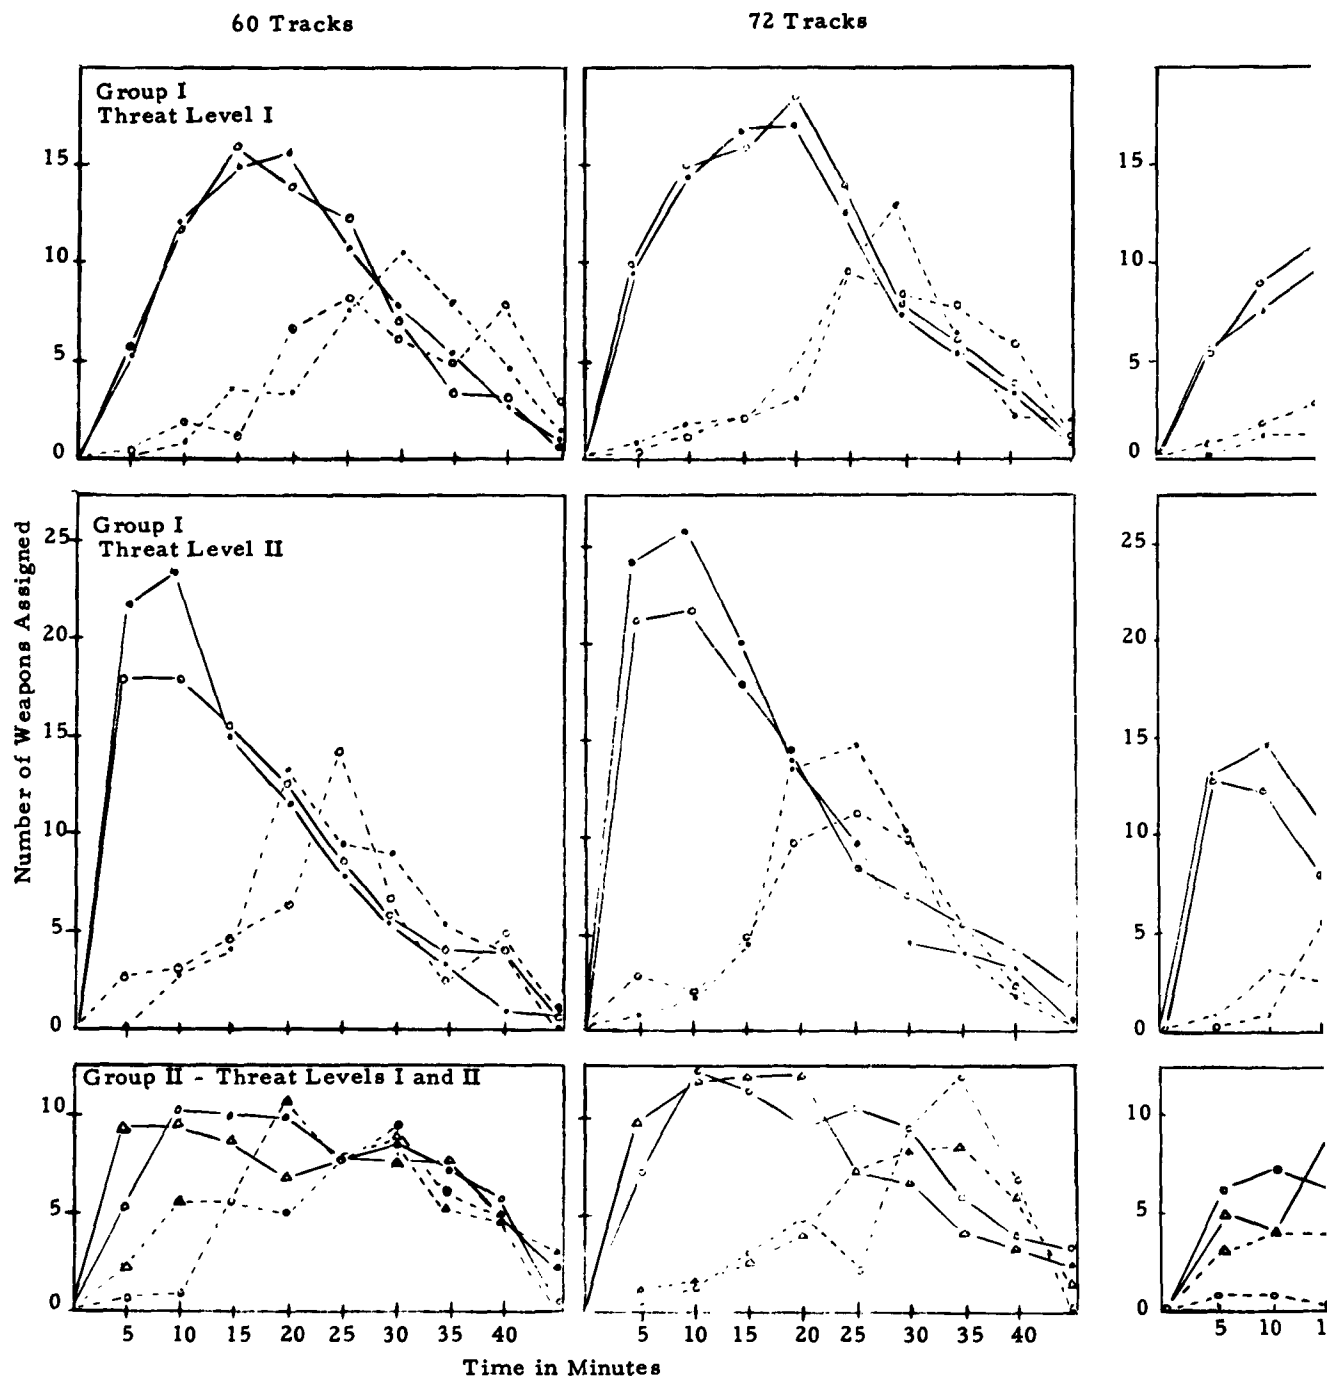 60 Tracks
72 Tracks
Group I
Threat Level I
15
10
5
0
15
10
5
0
Number of Weapons Assigned
Group I
Threat Level II
25
20
15
10
5
0
25
20
15
10
5
0
Group II - Threat Levels I and II
10
5
0
10
5
0
5 10 15 20 25 30 35 40
5 10 15 20 25 30 35 40
5 10 1
Time in Minutes